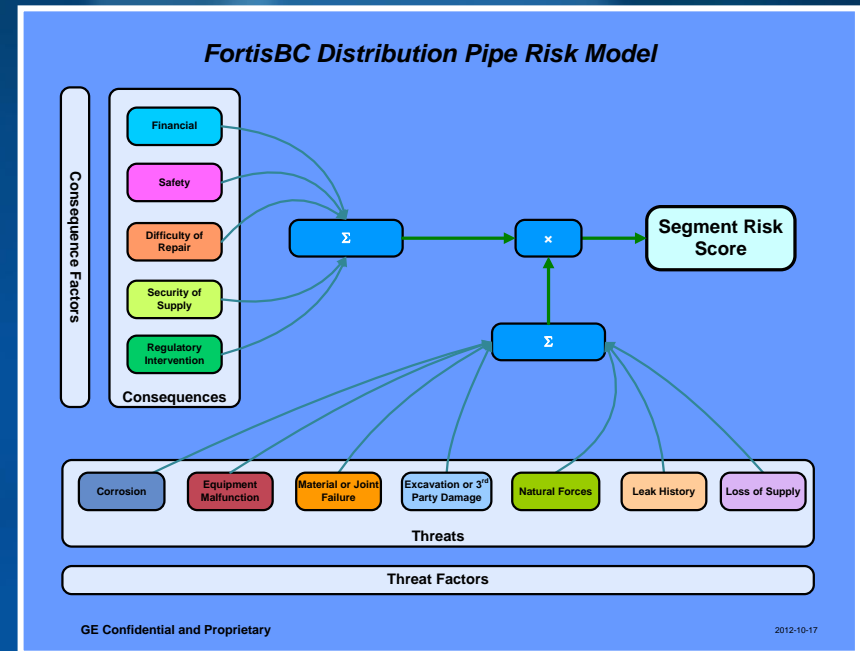 FortisBC Distribution Pipe Risk Model
Consequence Factors
Financial
Safety
Difficulty of
Repair
Security of
Supply
Regulatory
Intervention
Consequences
Σ
×
Segment Risk
Score
Σ
Corrosion
Equipment
Malfunction
Material or Joint
Failure
Excavation or 3rd
Party Damage
Natural Forces
Leak History
Loss of Supply
Threats
Threat Factors
GE Confidential and Proprietary
2012-10-17